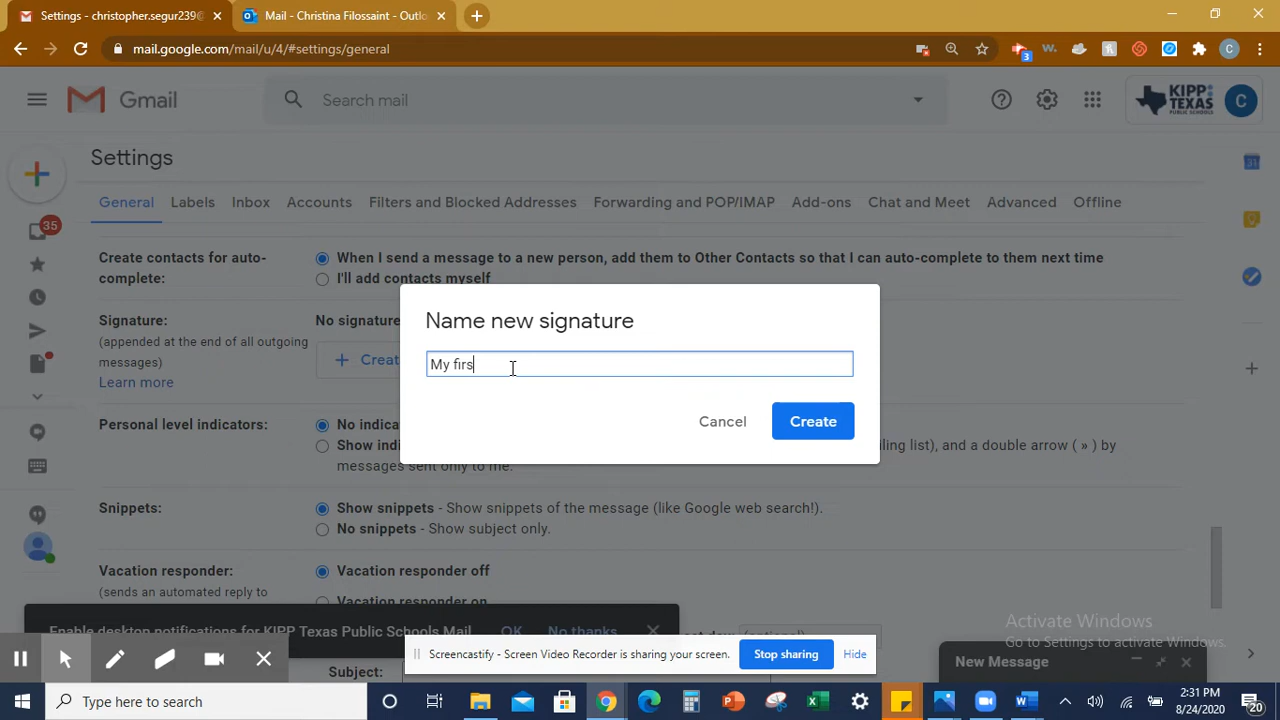 Settings - christopher.segur239@
Mail - Christina Filossaint - Outlo
mail.google.com/mail/u/4/#settings/general
3
C
Gmail
Search mail
KIPP
TEXAS
PUBLIC SCHOOLS
C
Settings
General Labels Inbox Accounts Filters and Blocked Addresses Forwarding and POP/IMAP Add-ons Chat and Meet Advanced Offline
35
31
Create contacts for auto-
complete:
When I send a message to a new person, add them to Other Contacts so that I can auto-complete to them next time
I'll add contacts myself
Signature:
(appended at the end of all outgoing
messages)
Learn more
No signature
Creat
Name new signature
My firs
Cancel Create
Personal level indicators:
No indica
Show indi
iling list), and a double arrow ( » ) by
messages sent only to me.
Snippets:
Show snippets - Show snippets of the message (like Google web search!).
No snippets - Show subject only.
Vacation responder:
(sends an automated reply to
Vacation responder off
Vacation responder on
Enable desktop notifications for KIPP Texas Public Schools Mail. OK No thanks
(optional)
Subject:
Screencastify - Screen Video Recorder is sharing your screen. Stop sharing Hide
Activate Windows
Go to Settings to activate Windows.
New Message
Type here to search
2:31 PM
8/24/2020
20